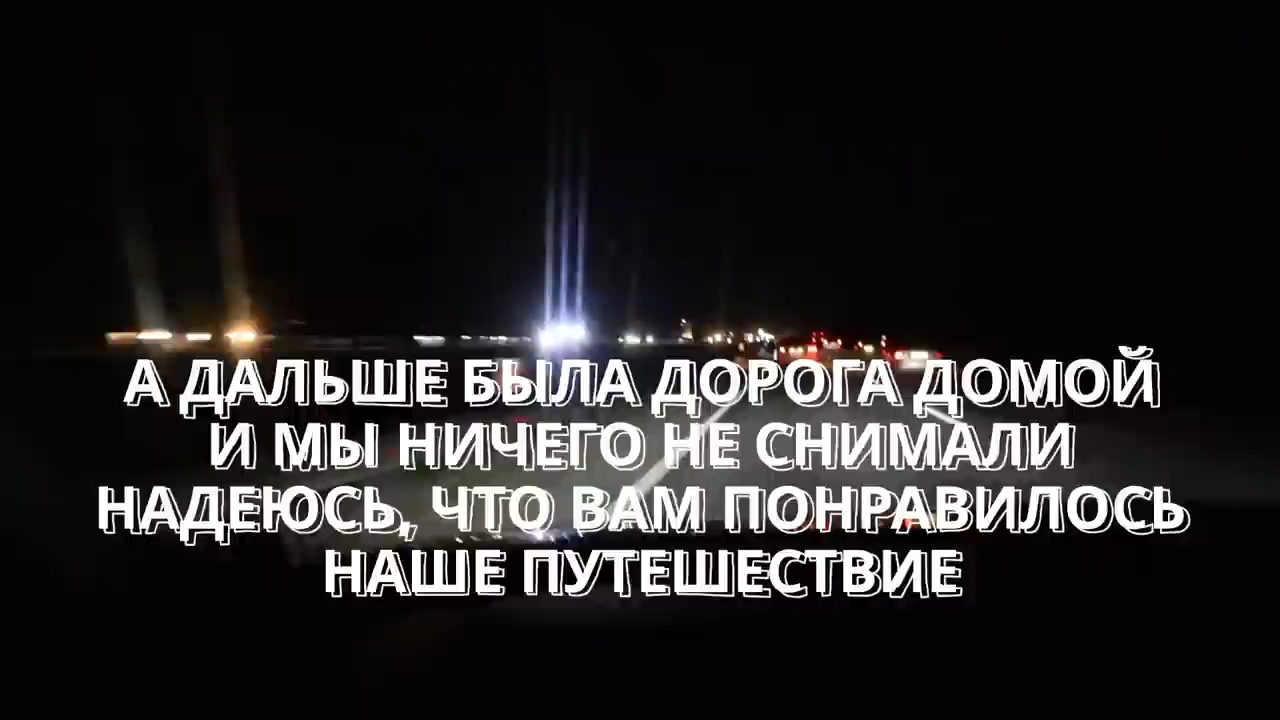 А ДАЛЬШЕ БЫЛА ДОРОГА ДОМОЙ
И МЫ НИЧЕГО НЕ СНИМАЛИ
НАДЕЮСЬ, ЧТО ВАМ ПОНРАВИЛОСЬ
НАШЕ ПУТЕШЕСТВИЕ